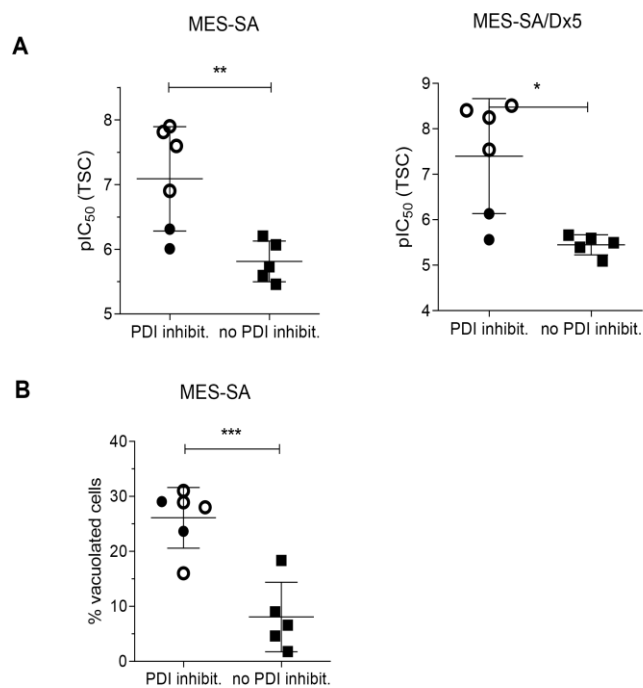 A
MES-SA
**
pIC50 (TSC)
8
7
6
5
PDI inhibit. no PDI inhibit.
MES-SA/Dx5
*
pIC50 (TSC)
9
8
7
6
5
4
PDI inhibit. no PDI inhibit.
B
MES-SA
***
% vacuolated cells
40
30
20
10
0
PDI inhibit. no PDI inhibit.